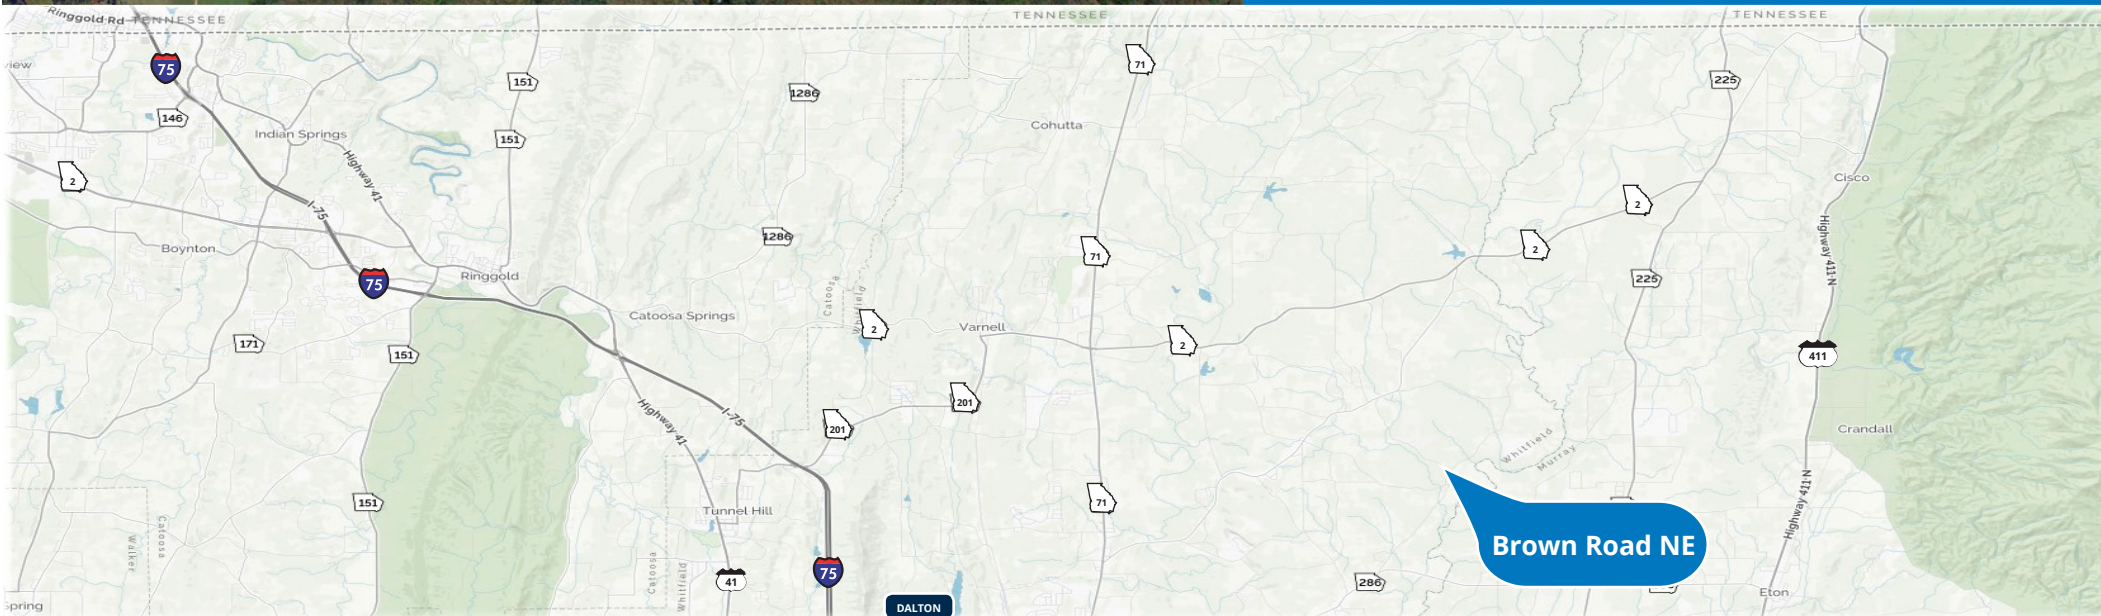 Ringgold Rd
TENNESSEE
TENNESSEE
TENNESSEE
view
75
146
151
1286
71
225
Indian Springs
151
Cohutta
Highway 41
2
2
Cisco
I-75
Boynton
1286
71
2
Highway 411 N
Ringgold
75
225
Catoosa
Whitfield
Catoosa Springs
2
Varnell
2
171
151
411
201
201
Highway 41
I-75
Crandall
Whitfield
Murray
151
71
Tunnel Hill
Highway 411 N
Brown Road NE
Walker
Catoosa
Catoosa
Whitfield
41
75
286
Eton
Spring
DALTON